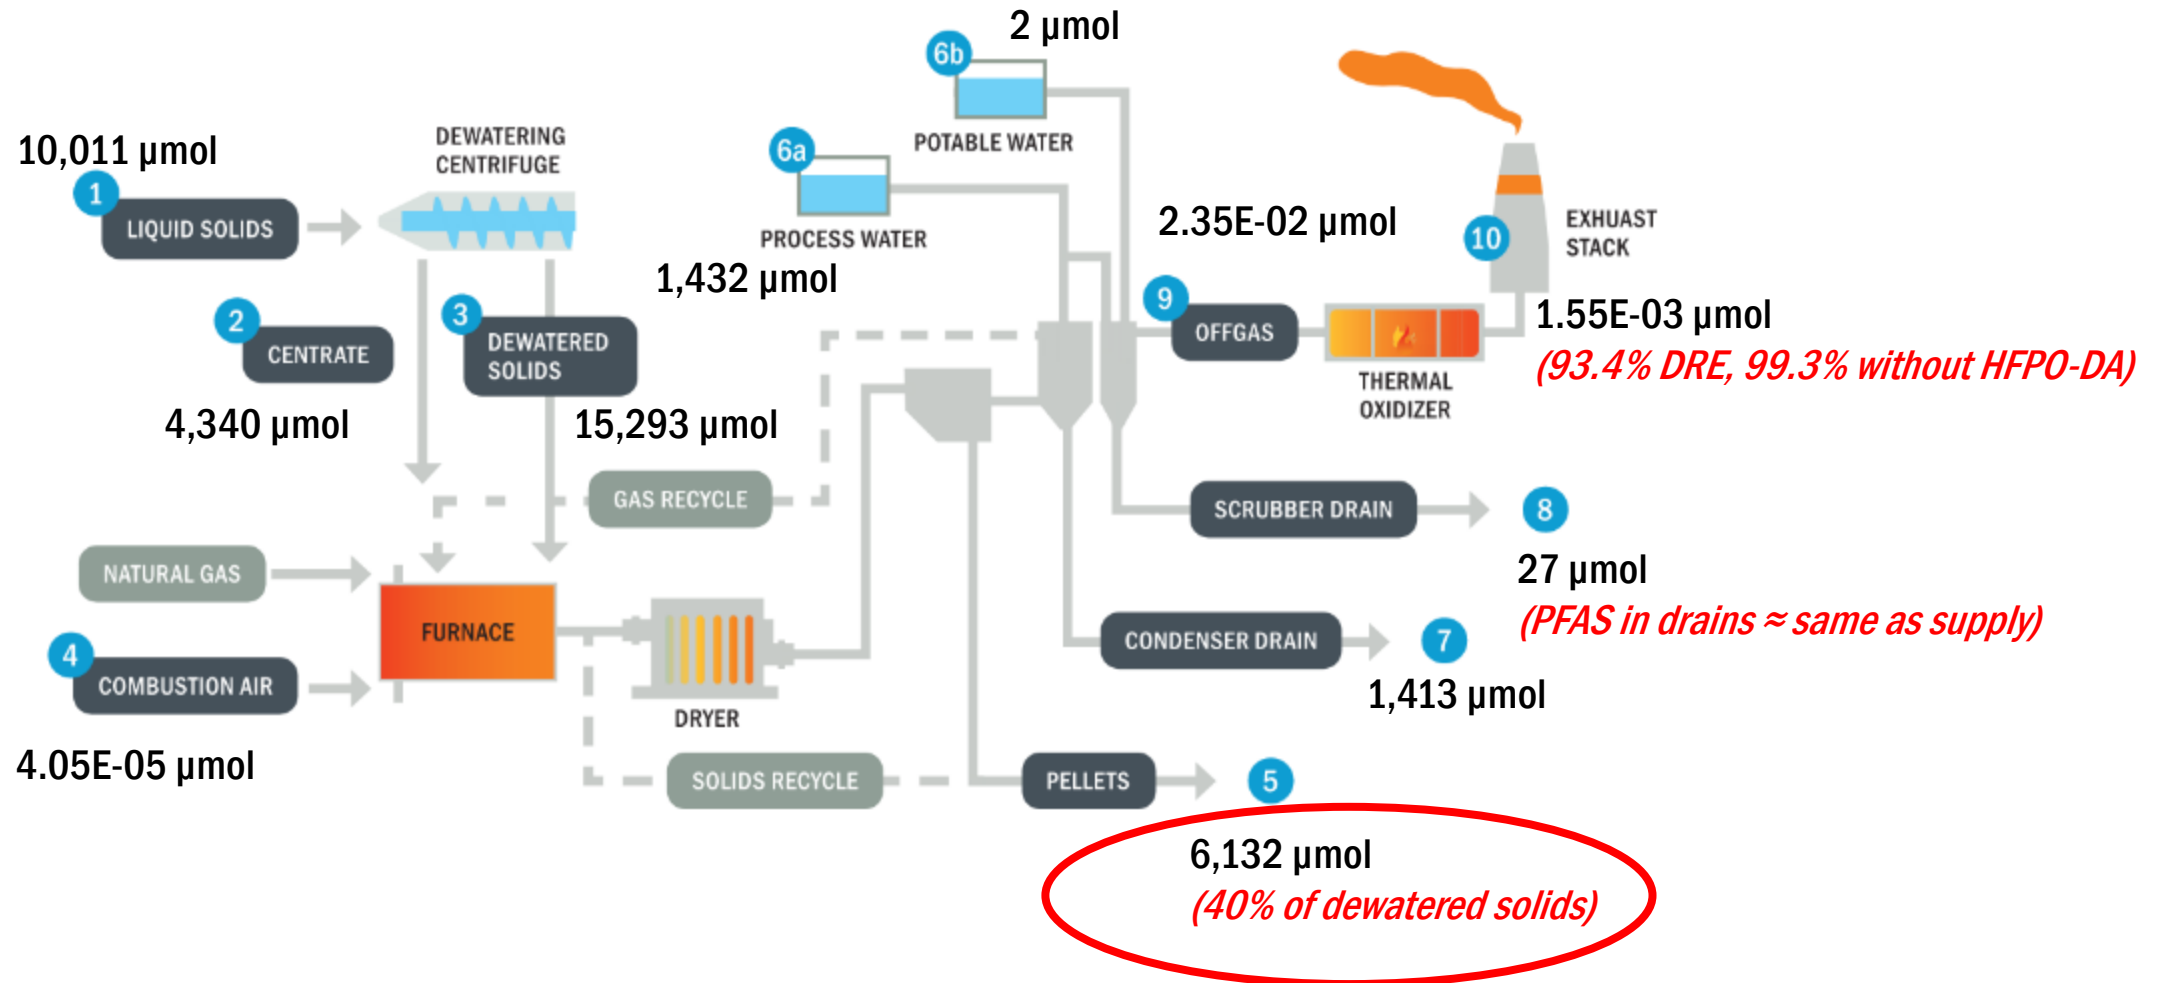 2 µmol
6b
POTABLE WATER
10,011 µmol
1
LIQUID SOLIDS
DEWATERING
CENTRIFUGE
6a
PROCESS WATER
1,432 µmol
2
CENTRATE
4,340 µmol
3
DEWATERED
SOLIDS
15,293 µmol
2.35E-02 µmol
9
OFFGAS
THERMAL
OXIDIZER
10
EXHUAST
STACK
1.55E-03 µmol
(93.4% DRE, 99.3% without HFPO-DA)
GAS RECYCLE
NATURAL GAS
4
COMBUSTION AIR
4.05E-05 µmol
FURNACE
DRYER
SOLIDS RECYCLE
SCRUBBER DRAIN
8
27 µmol
(PFAS in drains ≈ same as supply)
CONDENSER DRAIN
7
1,413 µmol
PELLETS
5
6,132 µmol
(40% of dewatered solids)